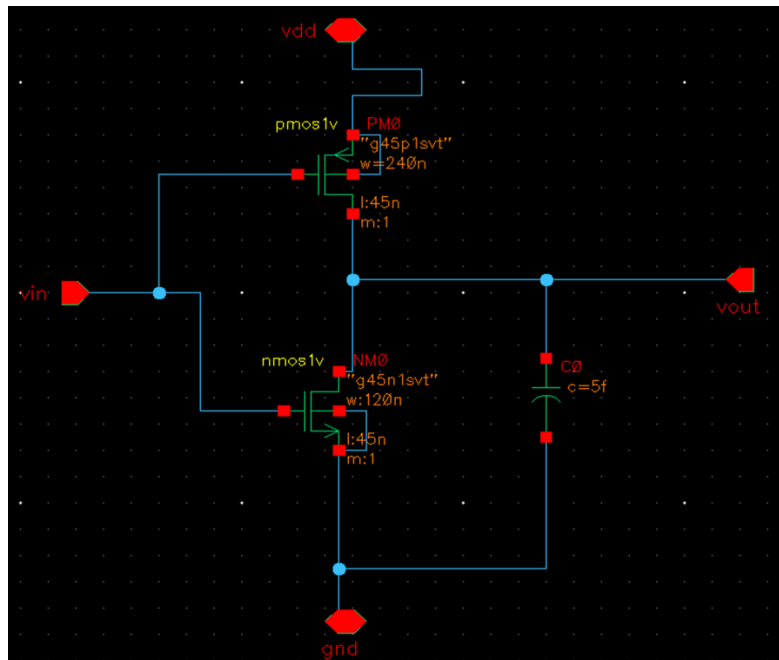 vdd
pmos1v
PM0
"g45p1svt"
w=240n
l:45n
m:1
vin
vout
nmos1v
NM0
"g45n1svt"
w:120n
l:45n
m:1
C0
c=5f
gnd